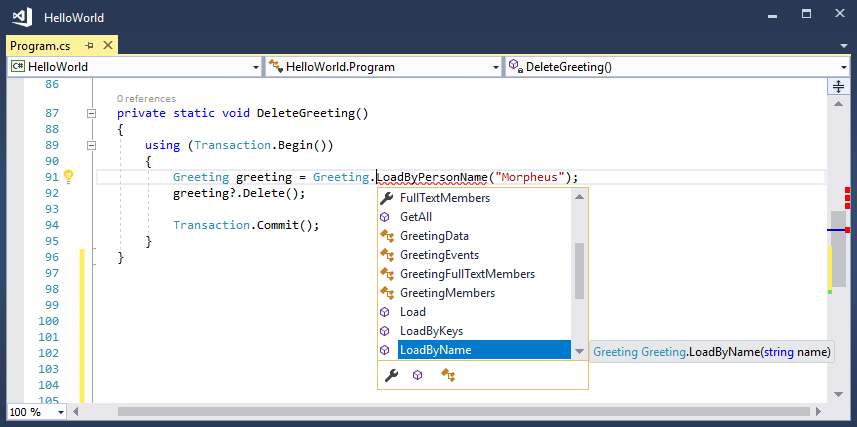 HelloWorld
Program.cs
C# HelloWorld HelloWorld.Program DeleteGreeting()
86
0 references
87 private static void DeleteGreeting()
88 {
89 using (Transaction.Begin())
90 {
91 Greeting greeting = Greeting.LoadByPersonName("Morpheus");
92 greeting?.Delete();
93
94 Transaction.Commit();
95 }
96 }
97
98
99
100
101
102
103
104
105
FullTextMembers
GetAll
GreetingData
GreetingEvents
GreetingFullTextMembers
GreetingMembers
Load
LoadByKeys
LoadByName
Greeting Greeting.LoadByName(string name)
100 %